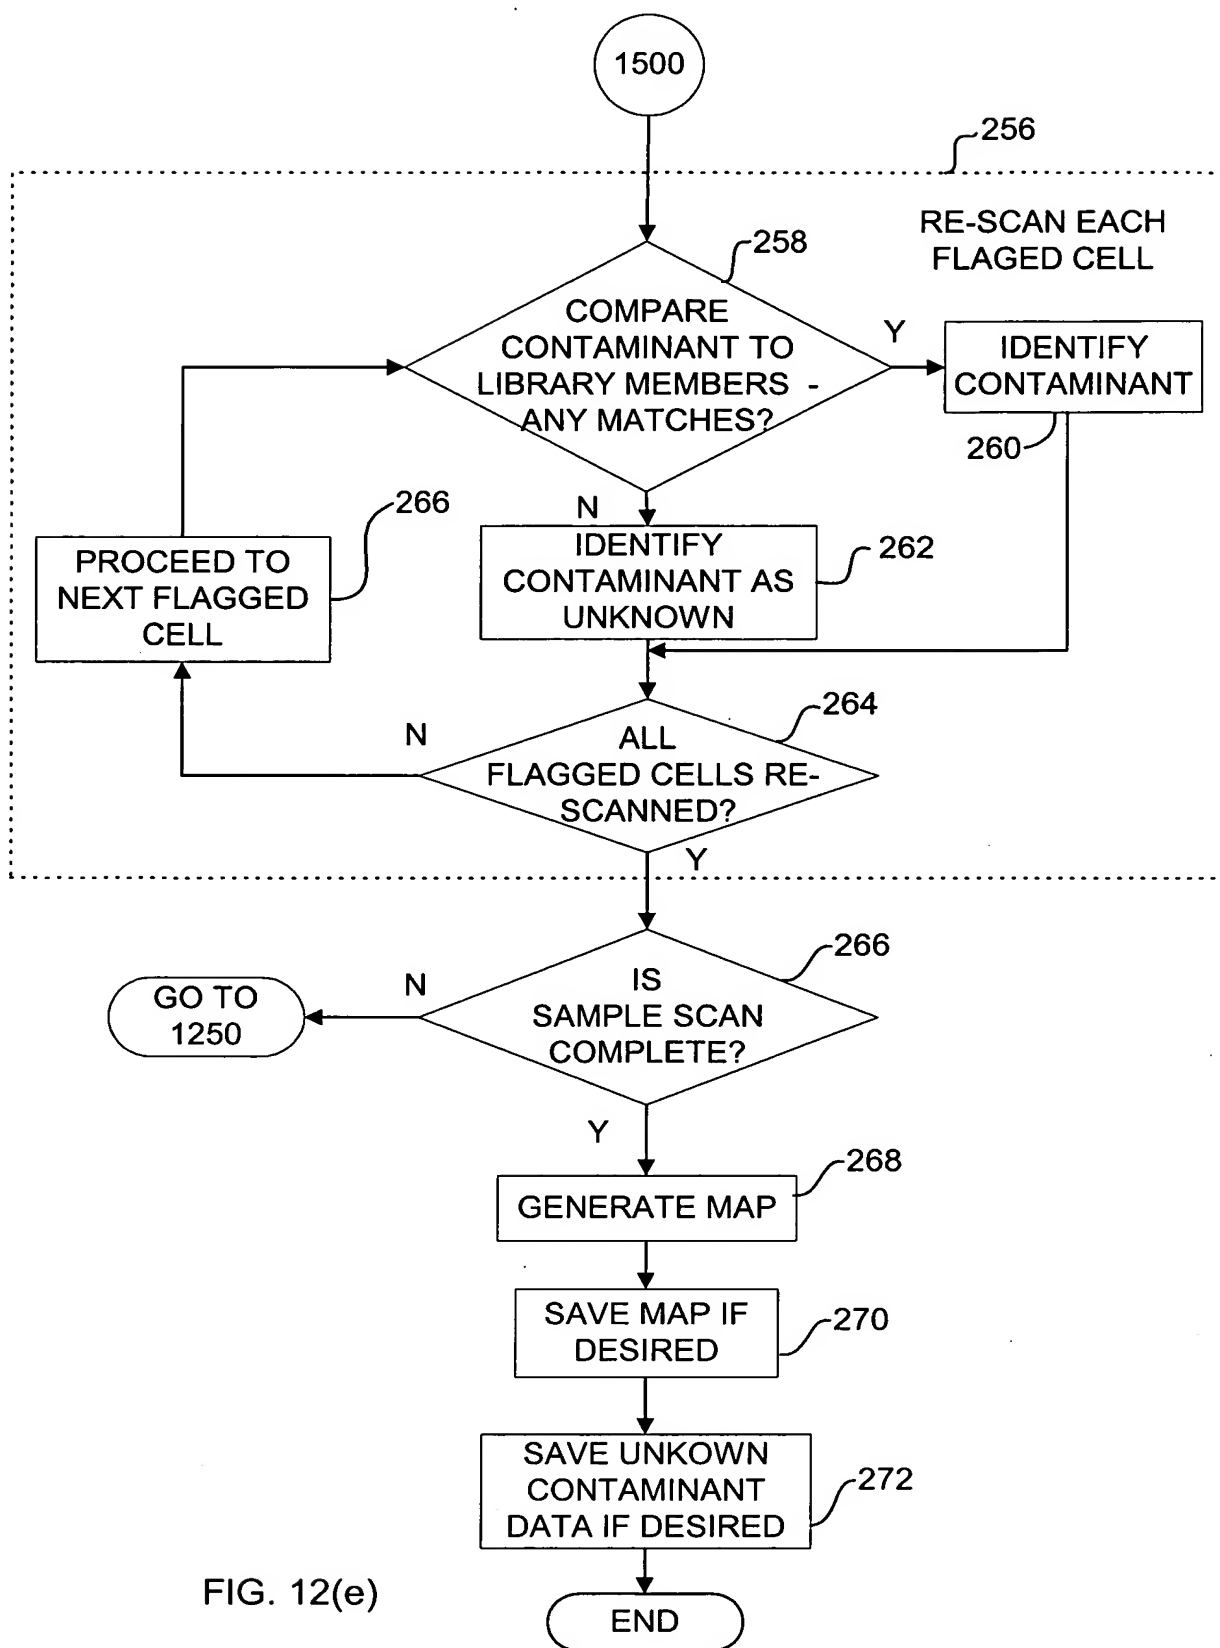 1500
256
RE-SCAN EACH
FLAGED CELL
258
COMPARE
CONTAMINANT TO
LIBRARY MEMBERS -
ANY MATCHES?
Y
IDENTIFY
CONTAMINANT
260
N
266
PROCEED TO
NEXT FLAGGED
CELL
IDENTIFY
CONTAMINANT AS
UNKNOWN
262
264
N
ALL
FLAGGED CELLS RE-
SCANNED?
Y
266
N
IS
SAMPLE SCAN
COMPLETE?
GO TO
1250
Y
268
GENERATE MAP
SAVE MAP IF
DESIRED
270
SAVE UNKOWN
CONTAMINANT
DATA IF DESIRED
272
FIG. 12(e)
END